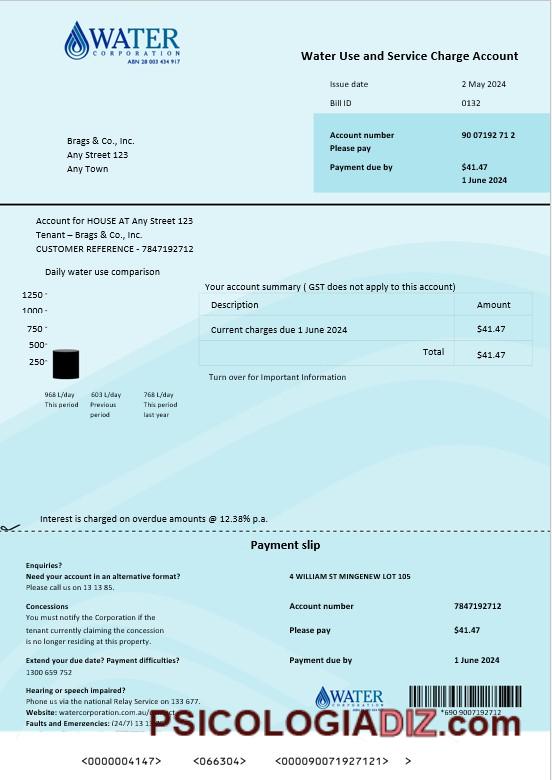 WATER
CORPORATION
ABN 28 003 434 917
Water Use and Service Charge Account
Issue date 2 May 2024
Bill ID 0132
Account number 90 07192 71 2
Please pay
Payment due by $41.47
1 June 2024
Brags & Co., Inc.
Any Street 123
Any Town
Account for HOUSE AT Any Street 123
Tenant – Brags & Co., Inc.
CUSTOMER REFERENCE - 7847192712
Daily water use comparison
1250
1000
750
500
250
968 L/day
This period
603 L/day
Previous
period
768 L/day
This period
last year
Your account summary ( GST does not apply to this account)
Description Amount
Current charges due 1 June 2024 $41.47
Total $41.47
Turn over for Important Information
Interest is charged on overdue amounts @ 12.38% p.a.
Payment slip
Enquiries?
Need your account in an alternative format?
Please call us on 13 13 85.
Concessions
You must notify the Corporation if the
tenant currently claiming the concession
is no longer residing at this property.
Extend your due date? Payment difficulties?
1300 659 752
Hearing or speech impaired?
Phone us via the national Relay Service on 133 677.
Website: watercorporation.com.au/
Faults and Emerencies: (24/7) 13 13
4 WILLIAM ST MINGENEW LOT 105
Account number 7847192712
Please pay $41.47
Payment due by 1 June 2024
WATER
CORPORATION
*690 9007192712
PSICOLOGIADIZ.com
<0000004147> <066304> <000090071927121> >